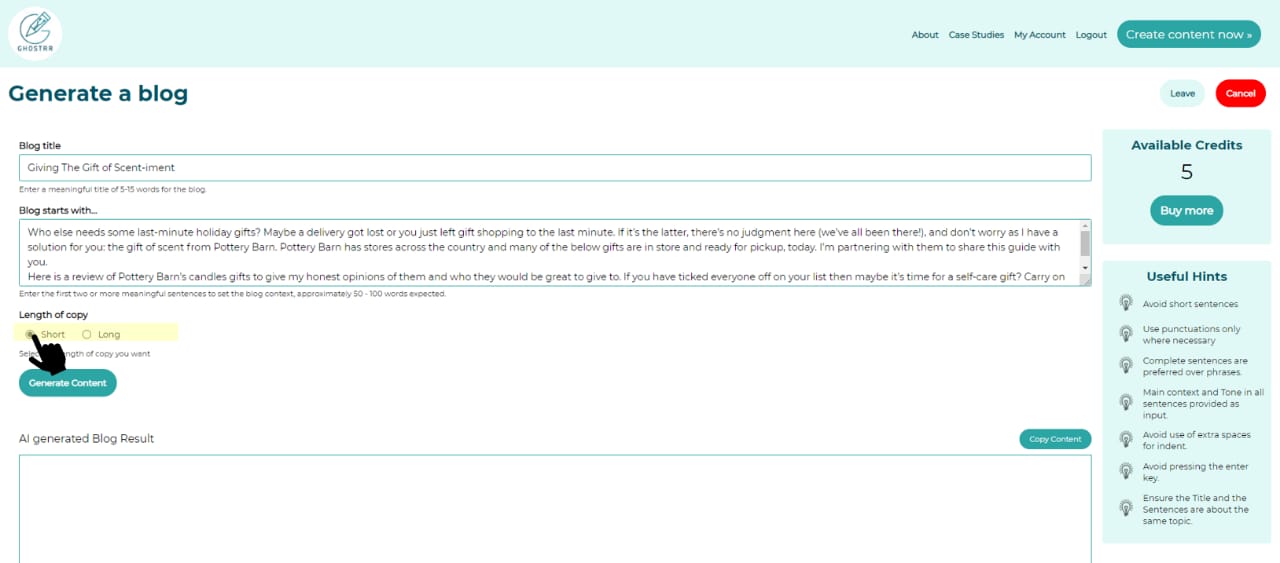 GHOSTRR
About Case Studies My Account Logout Create content now »
Generate a blog
Leave Cancel
Blog title
Giving The Gift of Scent-iment
Enter a meaningful title of 5-15 words for the blog.
Blog starts with...
Who else needs some last-minute holiday gifts? Maybe a delivery got lost or you just left gift shopping to the last minute. If it's the latter, there's no judgment here (we've all been there!), and don't worry as I have a
solution for you: the gift of scent from Pottery Barn. Pottery Barn has stores across the country and many of the below gifts are in store and ready for pickup, today. I'm partnering with them to share this guide with
you.
Here is a review of Pottery Barn's candles gifts to give my honest opinions of them and who they would be great to give to. If you have ticked everyone off on your list then maybe it's time for a self-care gift? Carry on
Enter the first two or more meaningful sentences to set the blog context, approximately 50 - 100 words expected.
Length of copy
Short Long
length of copy you want
Generate Content
AI generated Blog Result
Copy Content
Available Credits
5
Buy more
Useful Hints
Avoid short sentences
Use punctuations only
where necessary
Complete sentences are
preferred over phrases.
Main context and Tone in all
sentences provided as
input.
Avoid use of extra spaces
for indent.
Avoid pressing the enter
key.
Ensure the Title and the
Sentences are about the
same topic.